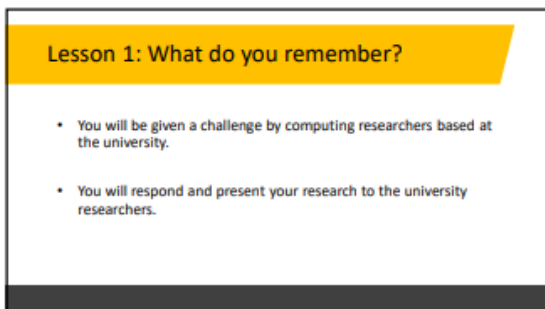 Lesson 1: What do you remember?
• You will be given a challenge by computing researchers based at
the university.
• You will respond and present your research to the university
researchers.